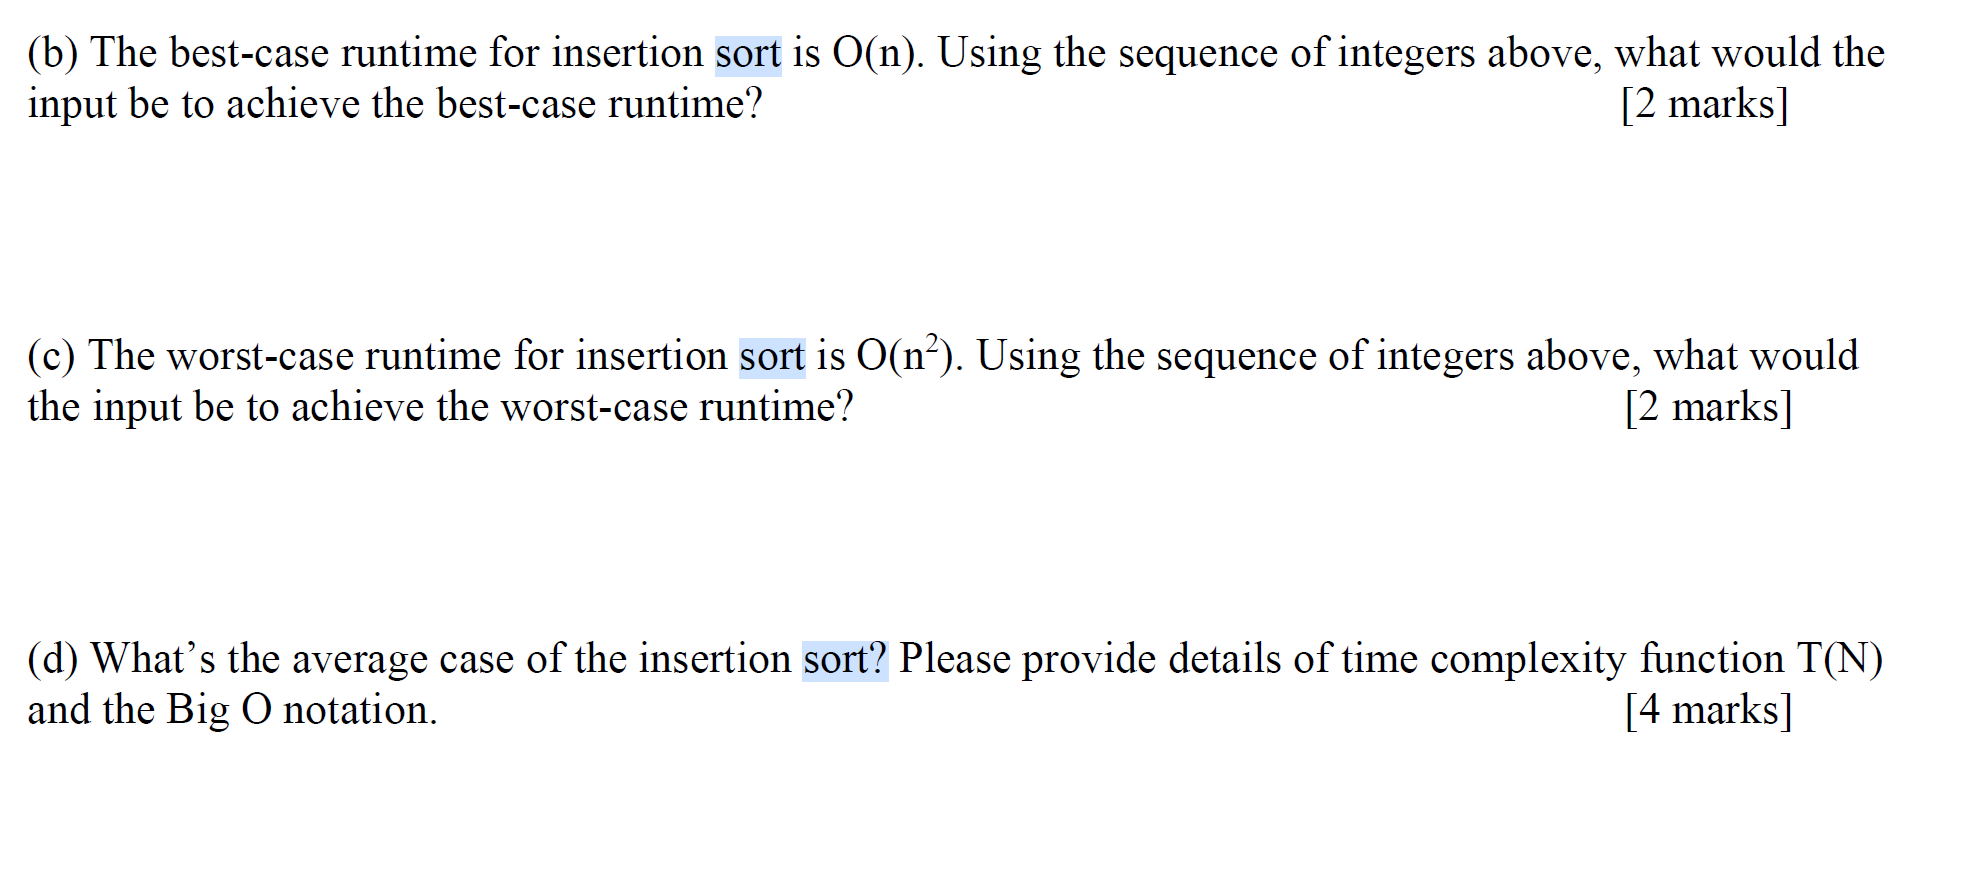 (b) The best-case runtime for insertion sort is O(n). Using the sequence of integers above, what would the
input be to achieve the best-case runtime? [2 marks]
(c) The worst-case runtime for insertion sort is O(n²). Using the sequence of integers above, what would
the input be to achieve the worst-case runtime? [2 marks]
(d) What’s the average case of the insertion sort? Please provide details of time complexity function T(N)
and the Big O notation. [4 marks]